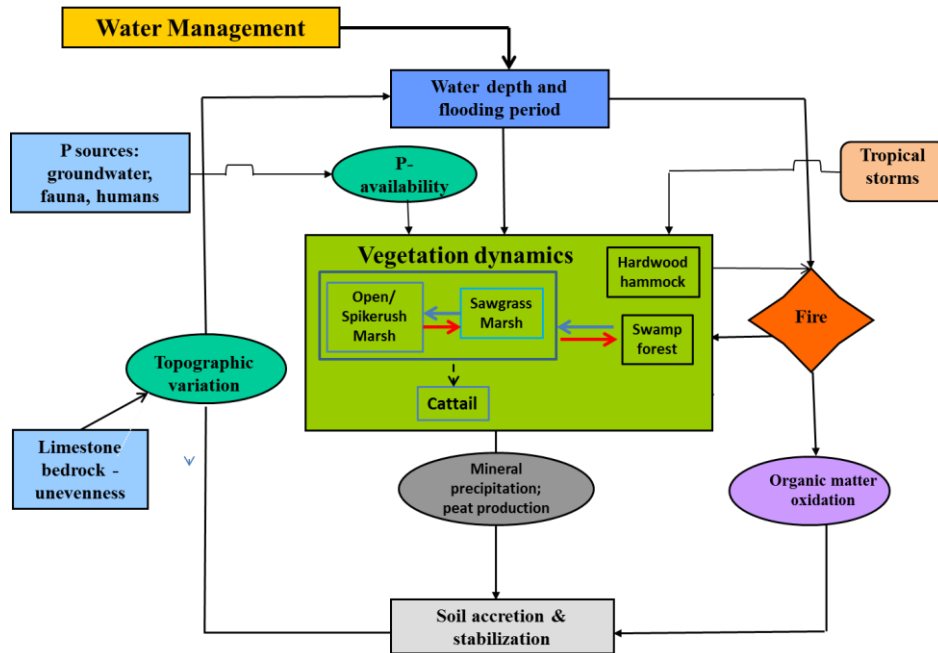 Water Management
Water depth and
flooding period
P sources:
groundwater,
fauna, humans
P-
availability
Tropical
storms
Vegetation dynamics
Hardwood
hammock
Open/
Spikerush
Marsh
Sawgrass
Marsh
Swamp
forest
Fire
Cattail
Topographic
variation
Limestone
bedrock -
unevenness
Mineral
precipitation;
peat production
Organic matter
oxidation
Soil accretion &
stabilization